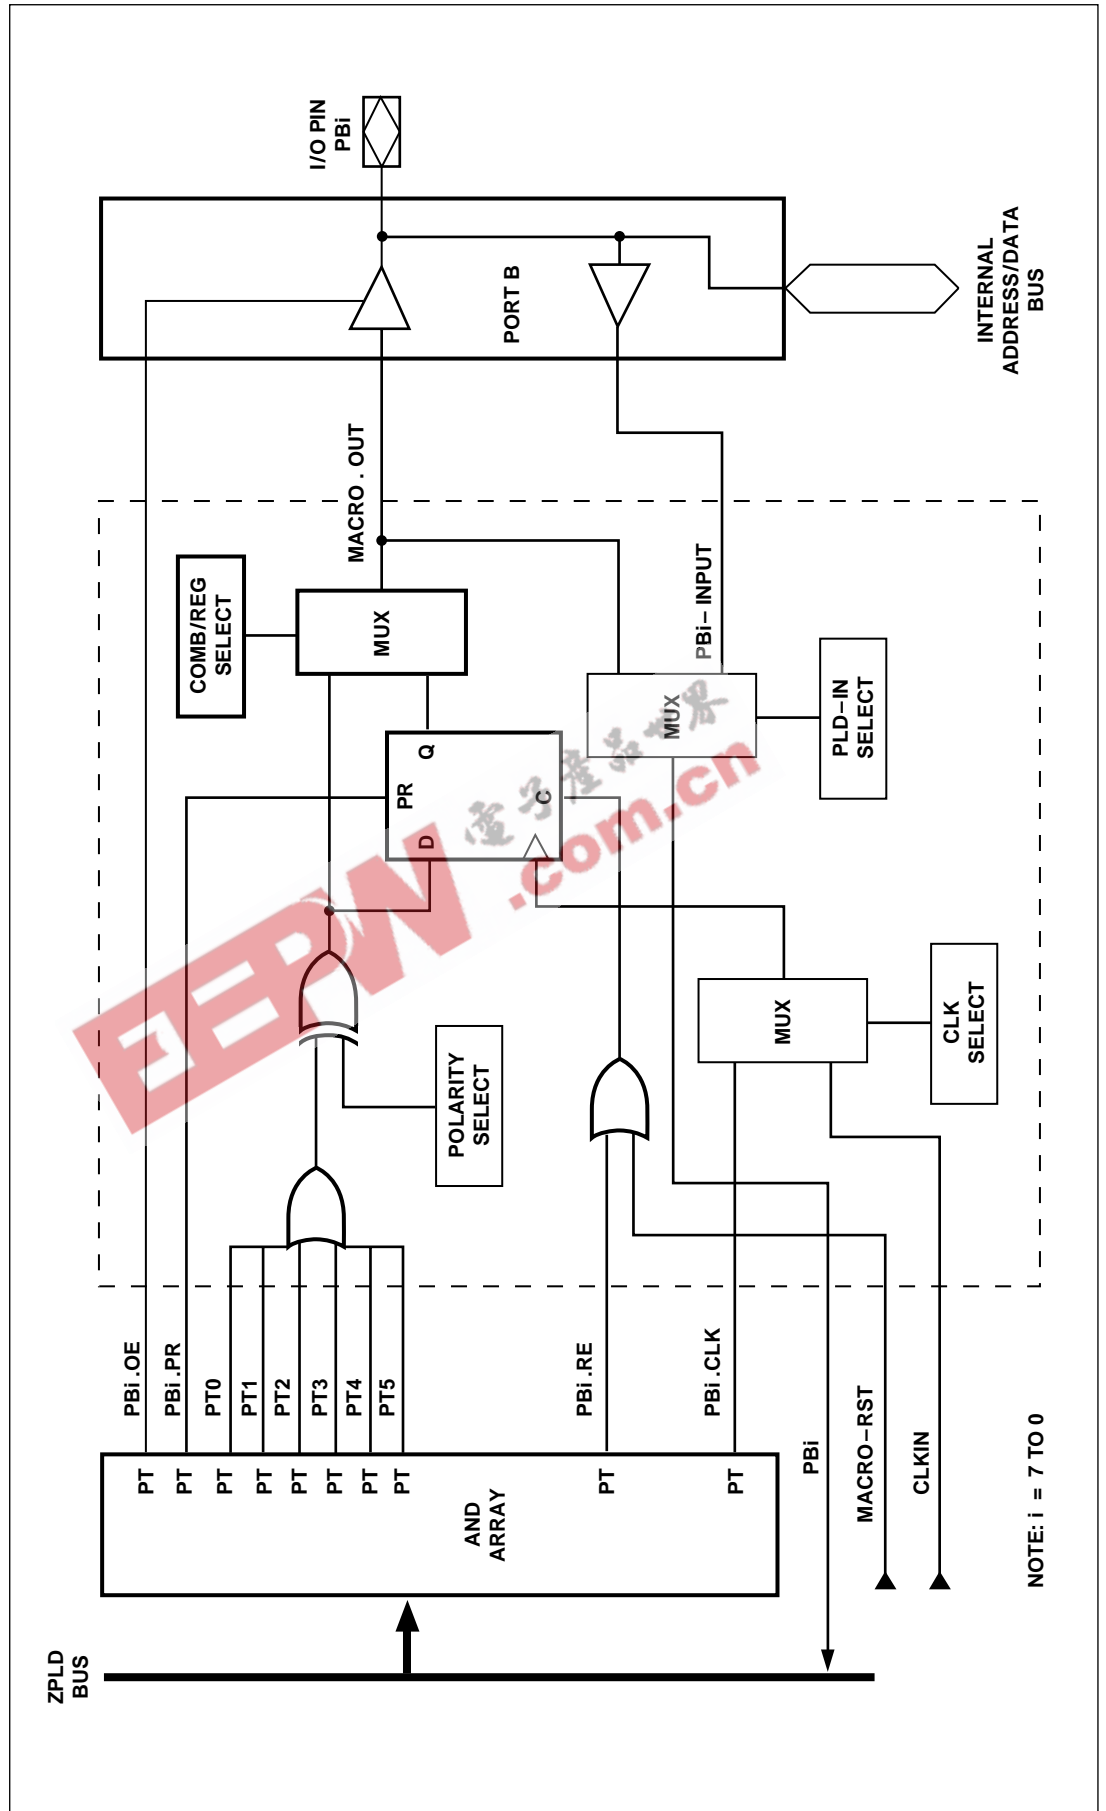 I/O PIN
PBi
PORT B
INTERNAL
ADDRESS/DATA
BUS
MACRO . OUT
COMB/REG
SELECT
MUX
PBi – INPUT
MUX
PLD–IN
SELECT
Q
PR
D
C
電子產品世界
.com.cn
EEPW
MUX
CLK
SELECT
POLARITY
SELECT
PBi .OE
PBi .PR
PT0
PT1
PT2
PT3
PT4
PT5
PBi .RE
PBi .CLK
PBi
MACRO–RST
CLKIN
PT
PT
PT
PT
PT
PT
PT
PT
PT
PT
AND
ARRAY
ZPLD
BUS
NOTE: i = 7 TO 0